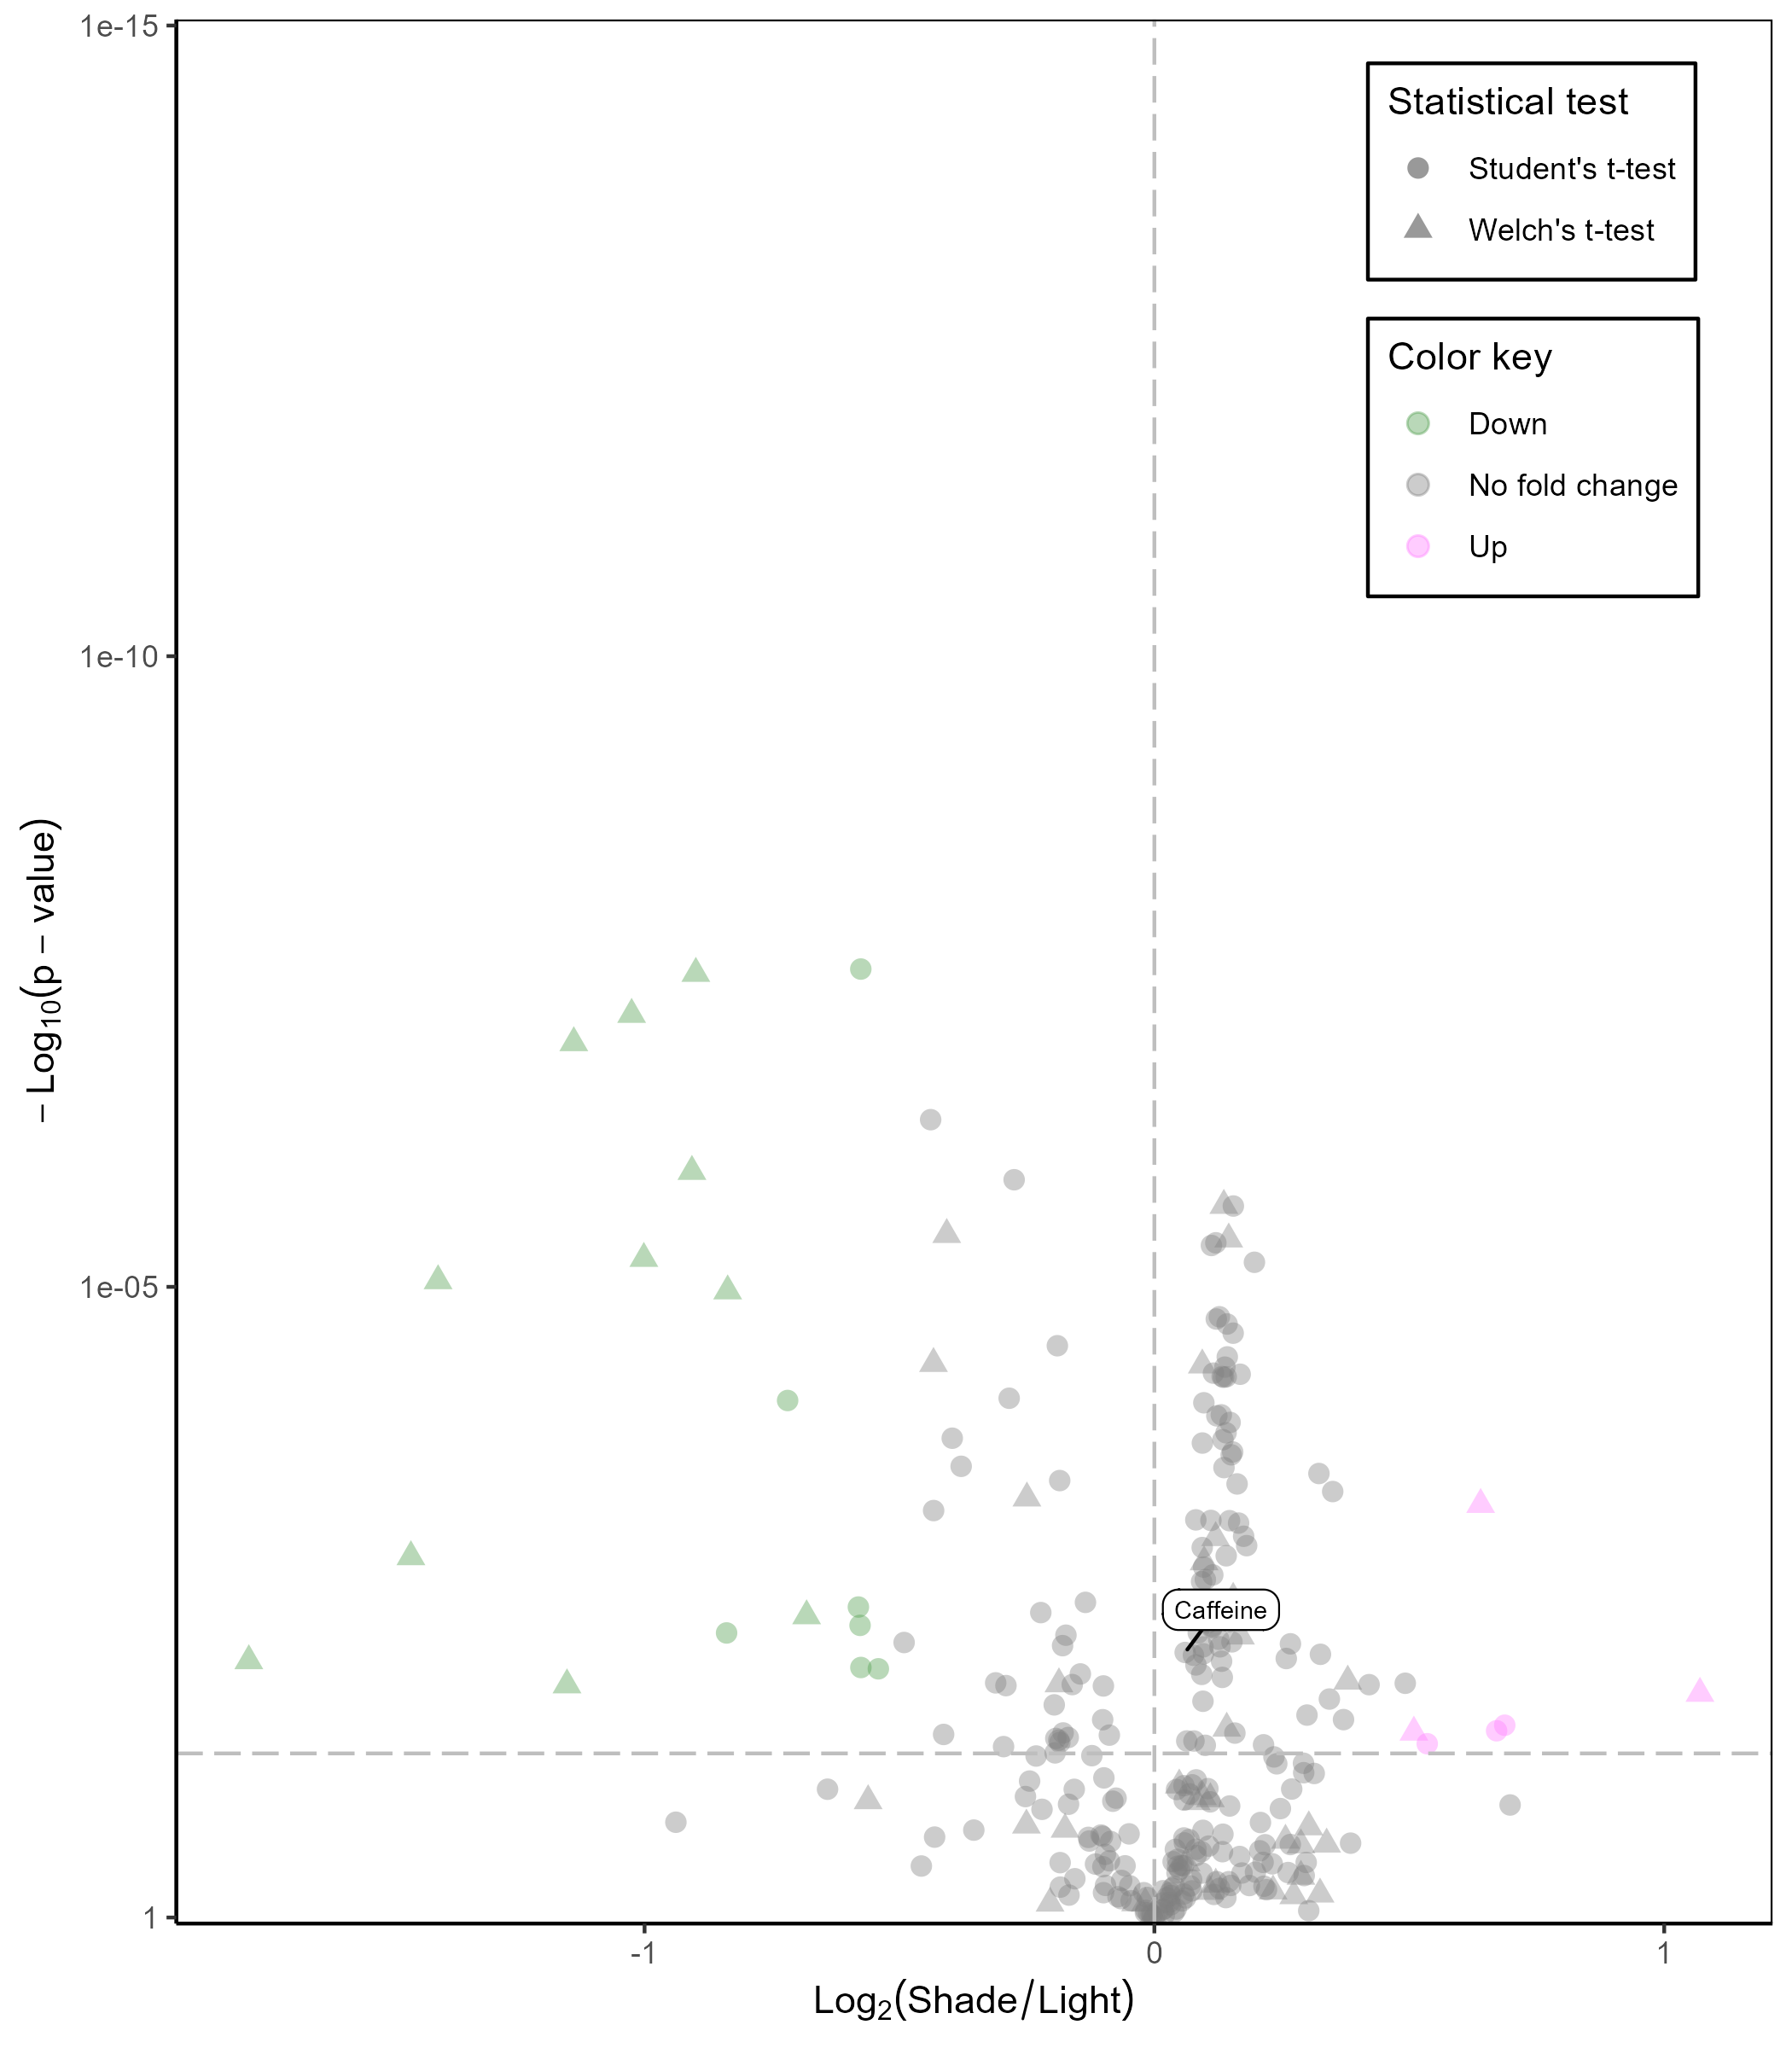 1e-15
Statistical test
Student's t-test
Welch's t-test
Color key
Down
No fold change
Up
1e-10
− Log10(p − value)
1e-05
Caffeine
1
-1
0
1
Log2(Shade/Light)